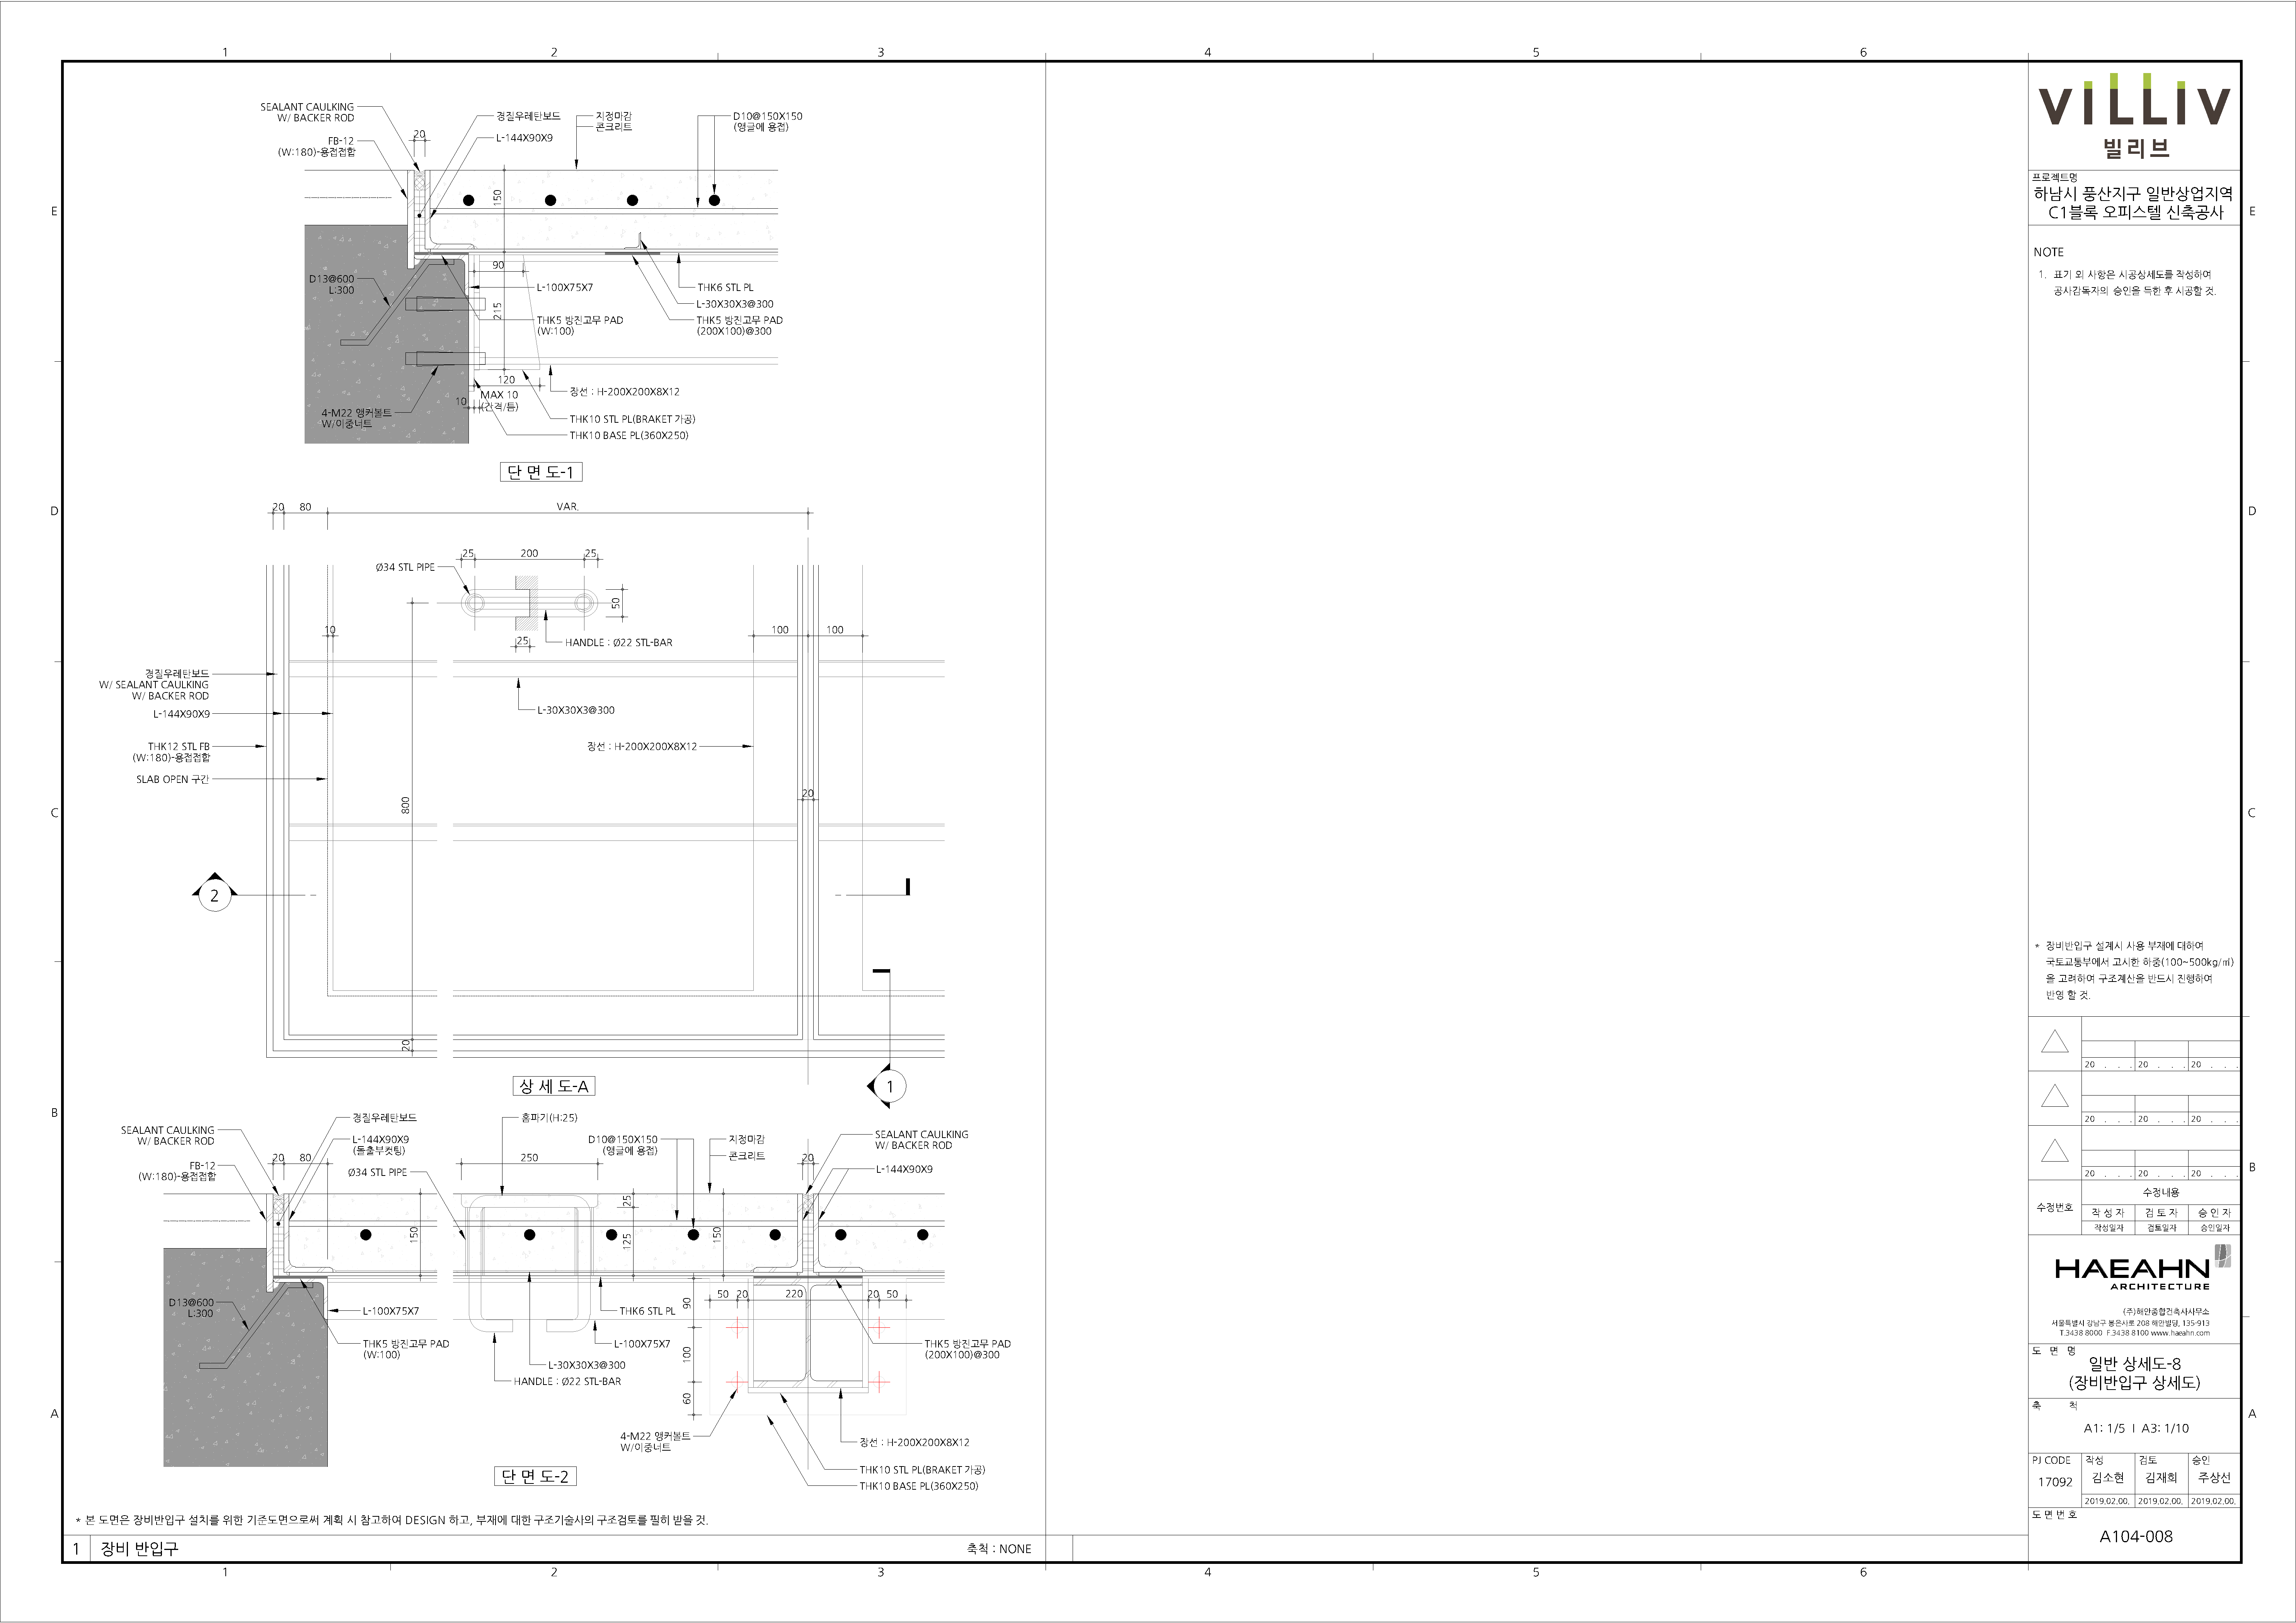 1
2
3
4
5
6
E
D
C
B
A
SEALANT CAULKING
W/ BACKER ROD
FB-12
(W:180)-용접접합
20
경질우레탄보드
L-144X90X9
지정마감
콘크리트
D10@150X150
(앵글에 용접)
150
D13@600
L:300
90
215
L-100X75X7
THK5 방진고무 PAD
(W:100)
THK6 STL PL
L-30X30X3@300
THK5 방진고무 PAD
(200X100)@300
120
MAX 10
(간격/틈)
10
장선 : H-200X200X8X12
4-M22 앵커볼트
W/이중너트
THK10 STL PL(BRAKET 가공)
THK10 BASE PL(360X250)
단 면 도-1
20
80
VAR.
25
200
25
Ø34 STL PIPE
50
10
25
HANDLE : Ø22 STL-BAR
100
100
경질우레탄보드
W/ SEALANT CAULKING
W/ BACKER ROD
L-144X90X9
L-30X30X3@300
THK12 STL FB
(W:180)-용접접합
장선 : H-200X200X8X12
SLAB OPEN 구간
800
20
2
20
상 세 도-A
1
SEALANT CAULKING
W/ BACKER ROD
FB-12
(W:180)-용접접합
20
80
경질우레탄보드
L-144X90X9
(돌출부컷팅)
Ø34 STL PIPE
홈파기(H:25)
250
D10@150X150
(앵글에 용접)
지정마감
콘크리트
20
SEALANT CAULKING
W/ BACKER ROD
L-144X90X9
150
25
125
150
D13@600
L:300
L-100X75X7
THK5 방진고무 PAD
(W:100)
THK6 STL PL
L-100X75X7
L-30X30X3@300
HANDLE : Ø22 STL-BAR
50
20
220
20
50
90
100
60
THK5 방진고무 PAD
(200X100)@300
4-M22 앵커볼트
W/이중너트
장선 : H-200X200X8X12
THK10 STL PL(BRAKET 가공)
THK10 BASE PL(360X250)
단 면 도-2
* 본 도면은 장비반입구 설치를 위한 기준도면으로써 계획 시 참고하여 DESIGN 하고, 부재에 대한 구조기술사의 구조검토를 필히 받을 것.
1 장비 반입구
축척 : NONE
VILLIV
빌리브
프로젝트명
하남시 풍산지구 일반상업지역
C1블록 오피스텔 신축공사
NOTE
1. 표기 외 사항은 시공상세도를 작성하여
공사감독자의 승인을 득한 후 시공할 것.
* 장비반입구 설계시 사용 부재에 대하여
국토교통부에서 고시한 하중(100~500kg/㎡)
을 고려하여 구조계산을 반드시 진행하여
반영 할 것.
20 . . . 20 . . . 20 . . .
20 . . . 20 . . . 20 . . .
20 . . . 20 . . . 20 . . .
수정번호
수정내용
작 성 자 검 토 자 승 인 자
작성일자 검토일자 승인일자
HAEAHN
ARCHITECTURE
(주)해안종합건축사사무소
서울특별시 강남구 봉은사로 208 해안빌딩, 135-913
T.3438 8000 F.3438 8100 www.haeahn.com
도 면 명
일반 상세도-8
(장비반입구 상세도)
축 척
A1: 1/5 I A3: 1/10
PJ CODE 작성 검토 승인
17092 김소현 김재희 주상선
2019.02.00. 2019.02.00. 2019.02.00.
도 면 번 호
A104-008
E
D
C
B
B
A
1
2
3
4
5
6